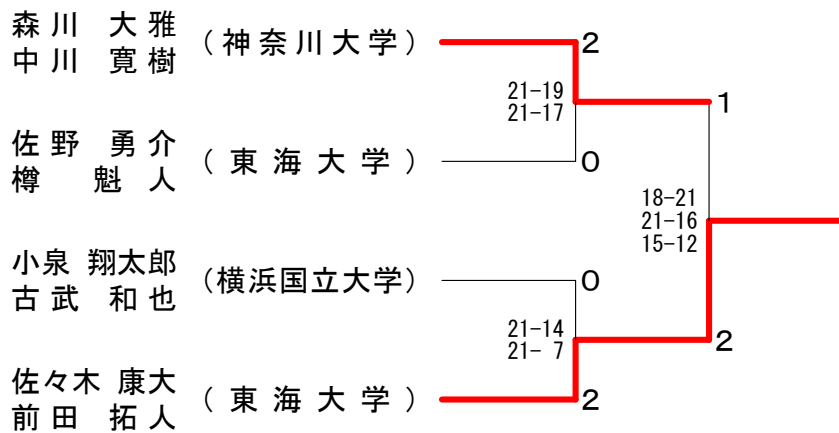 森川 大雅
中川 寛樹
(神奈川大学)
2
21-19
21-17
1
佐野 勇介
樽 魁人
(東海大学)
0
18-21
21-16
15-12
小泉 翔太郎
古武 和也
(横浜国立大学)
0
21-14
21- 7
2
佐々木 康大
前田 拓人
(東海大学)
2